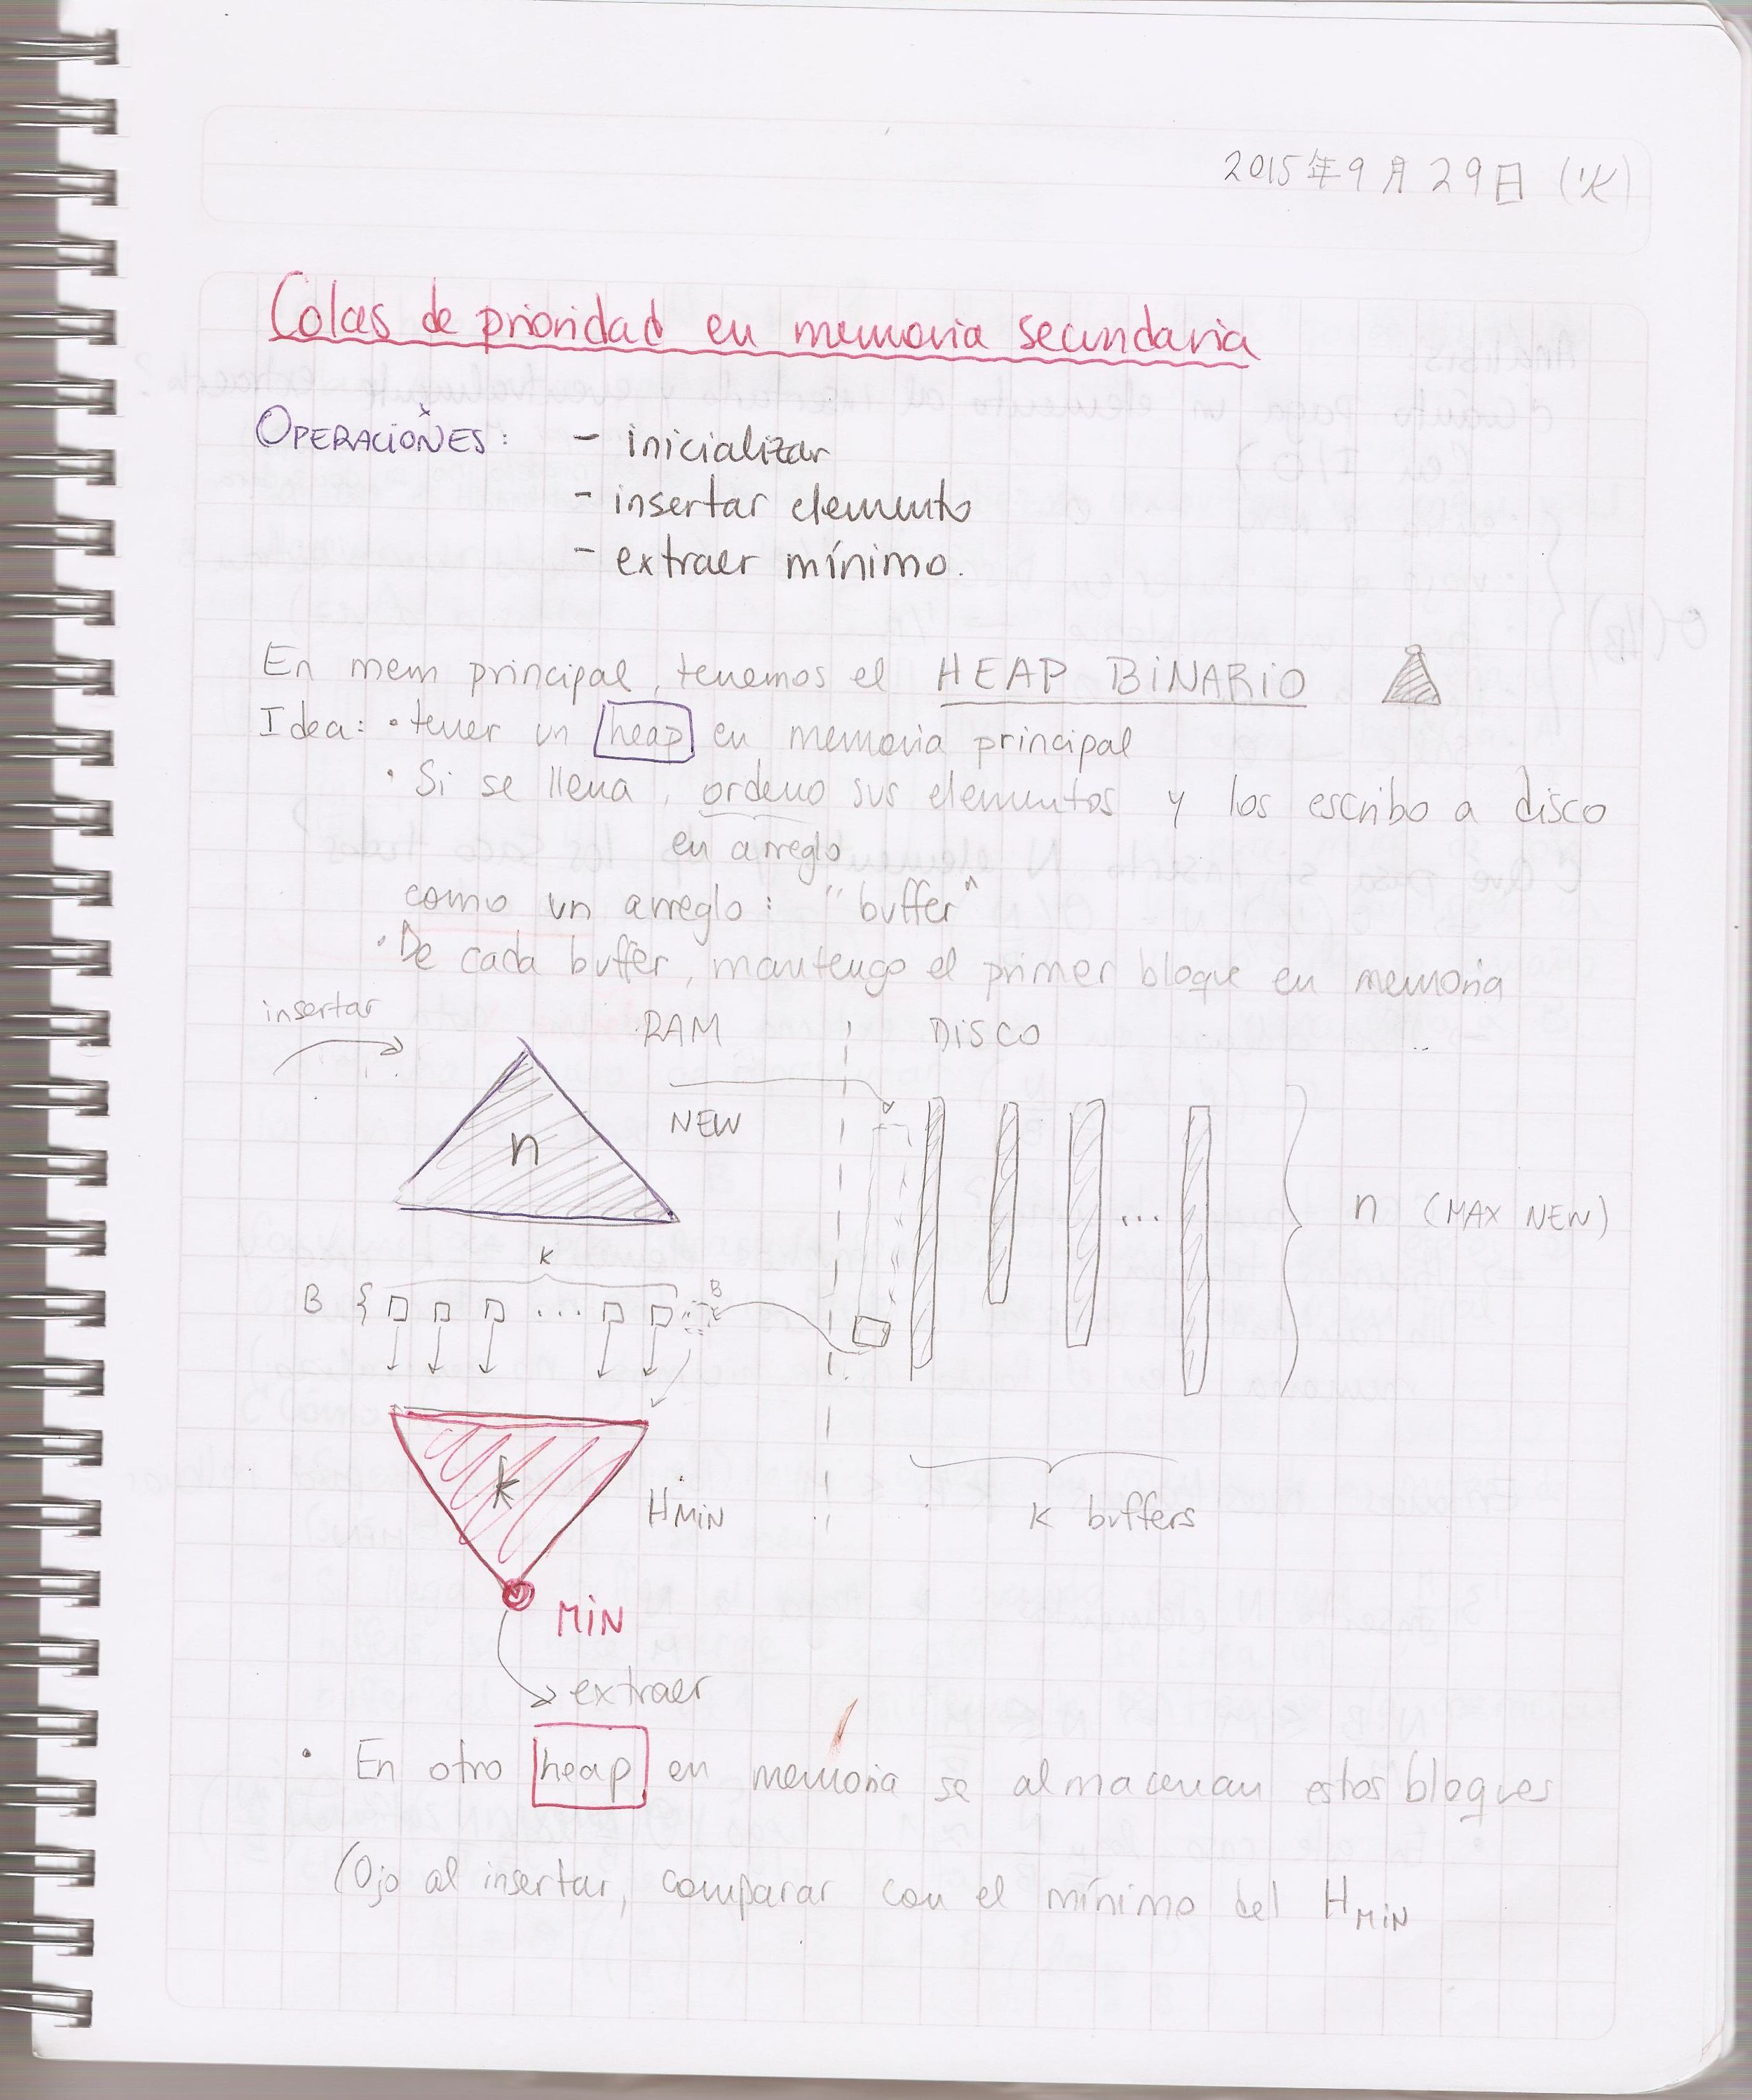 2015年9月29日 (火)
Colas de prioridad en memoria secundaria
OPERACIONES: - inicializar
- insertar elemento
- extraer mínimo.
En mem principal, tenemos el HEAP BINARIO
Idea: • tener un heap en memoria principal
• Si se llena, ordeno sus elementos y los escribo a disco
en arreglo
como un arreglo: "buffer"
• De cada buffer, mantengo el primer bloque en memoria
insertar
RAM
DISCO
NEW
n
n (MAX NEW)
k
B
B
...
...
k
HMIN
k buffers
MIN
extraer
• En otro heap en memoria se almacenan estos bloques
(Ojo al insertar, comparar con el mínimo del HMIN